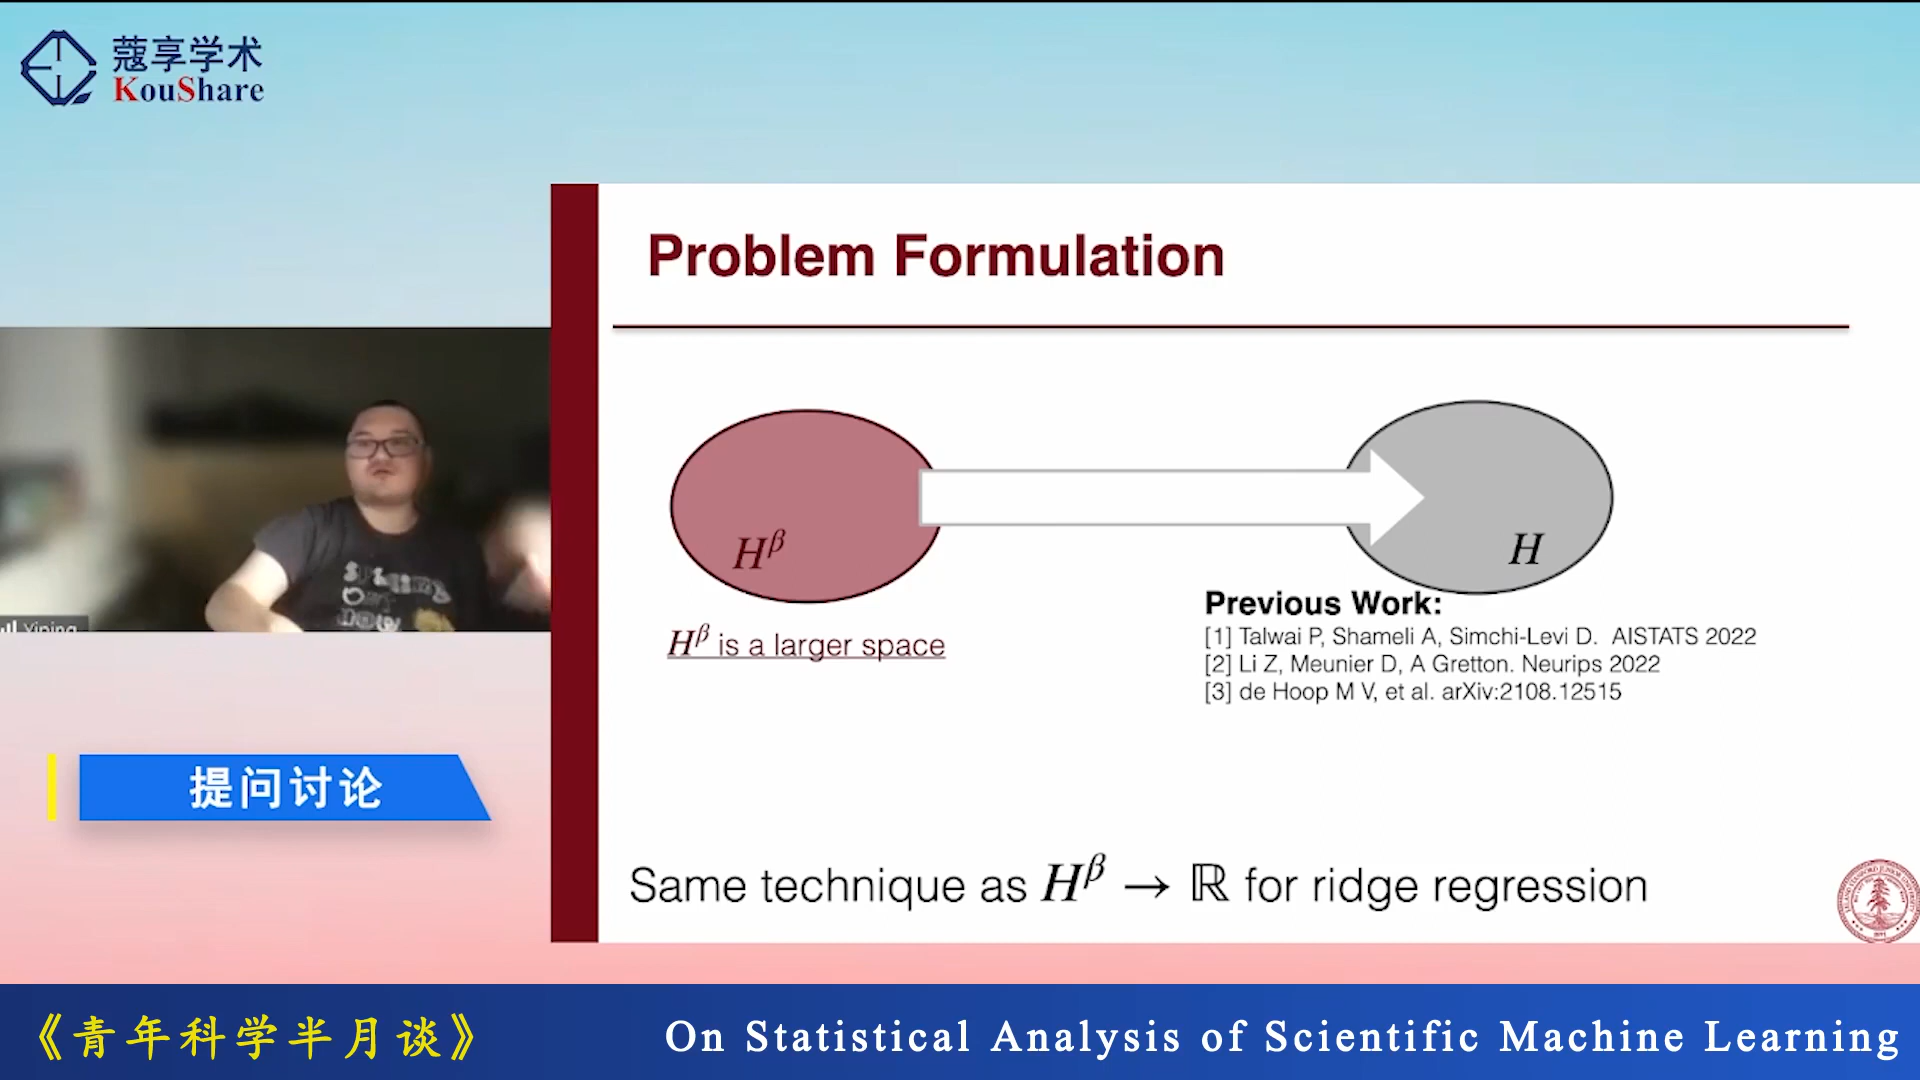 蔻享学术
KouShare
Problem Formulation
H^β
H
H^β is a larger space
Previous Work:
[1] Talwai P, Shameli A, Simchi-Levi D. AISTATS 2022
[2] Li Z, Meunier D, A Gretton. Neurips 2022
[3] de Hoop M V, et al. arXiv:2108.12515
Yiping
提问讨论
Same technique as H^β → ℝ for ridge regression
《青年科学半月谈》
On Statistical Analysis of Scientific Machine Learning